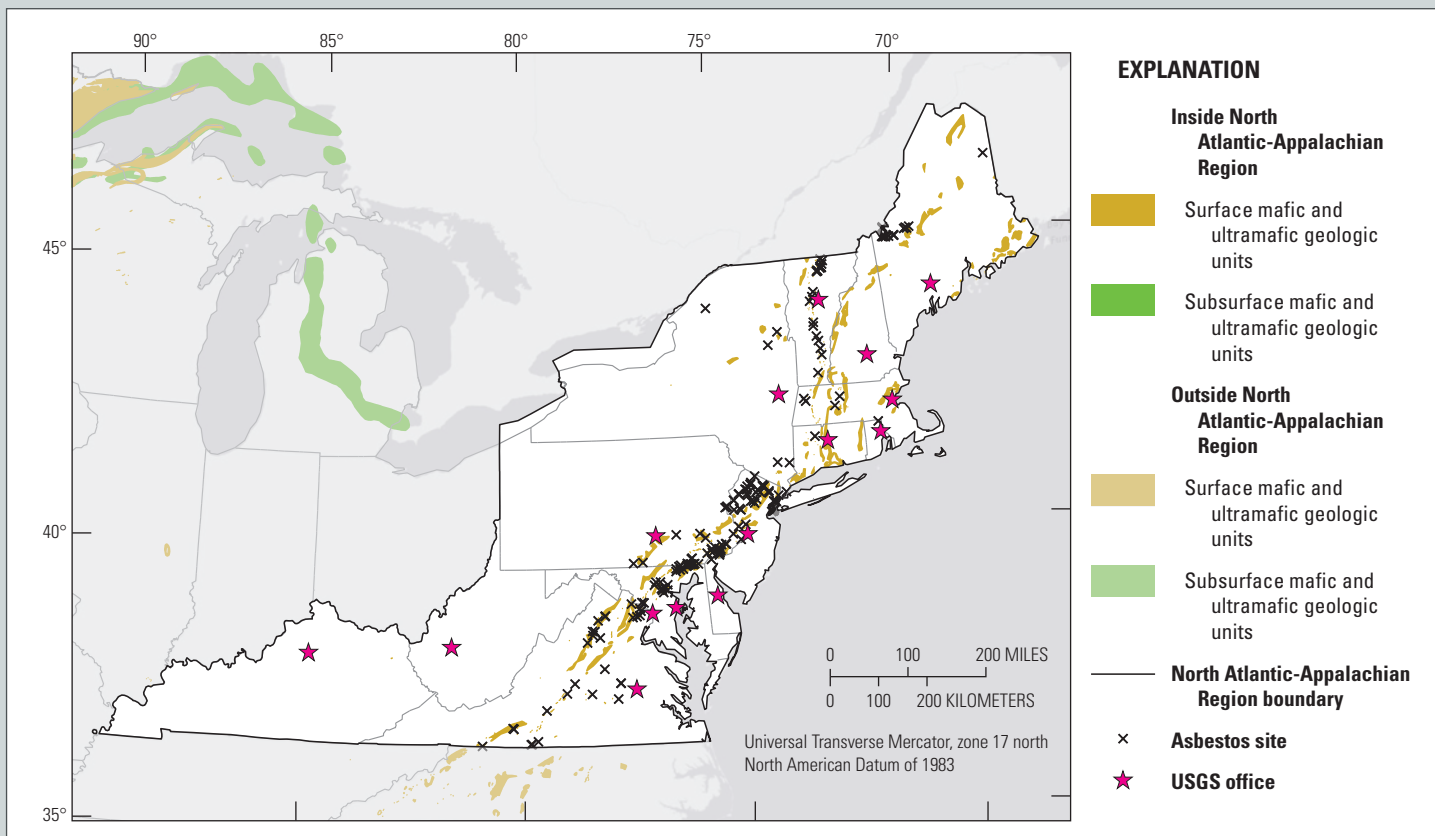 90°
85°
80°
75°
70°
45°
40°
35°
0 100 200 MILES
0 100 200 KILOMETERS
Universal Transverse Mercator, zone 17 north
North American Datum of 1983
EXPLANATION
Inside North
Atlantic-Appalachian
Region
Surface mafic and
ultramafic geologic
units
Subsurface mafic and
ultramafic geologic
units
Outside North
Atlantic-Appalachian
Region
Surface mafic and
ultramafic geologic
units
Subsurface mafic and
ultramafic geologic
units
North Atlantic-Appalachian
Region boundary
Asbestos site
USGS office